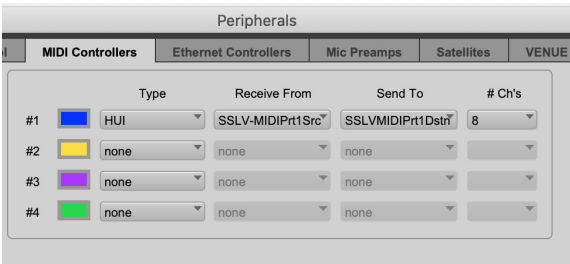 Peripherals
ol MIDI Controllers Ethernet Controllers Mic Preamps Satellites VENUE
Type Receive From Send To # Ch's
#1 HUI SSLV-MIDIPrt1Src SSLVMIDIPrt1Dstn 8
#2 none none none
#3 none none none
#4 none none none